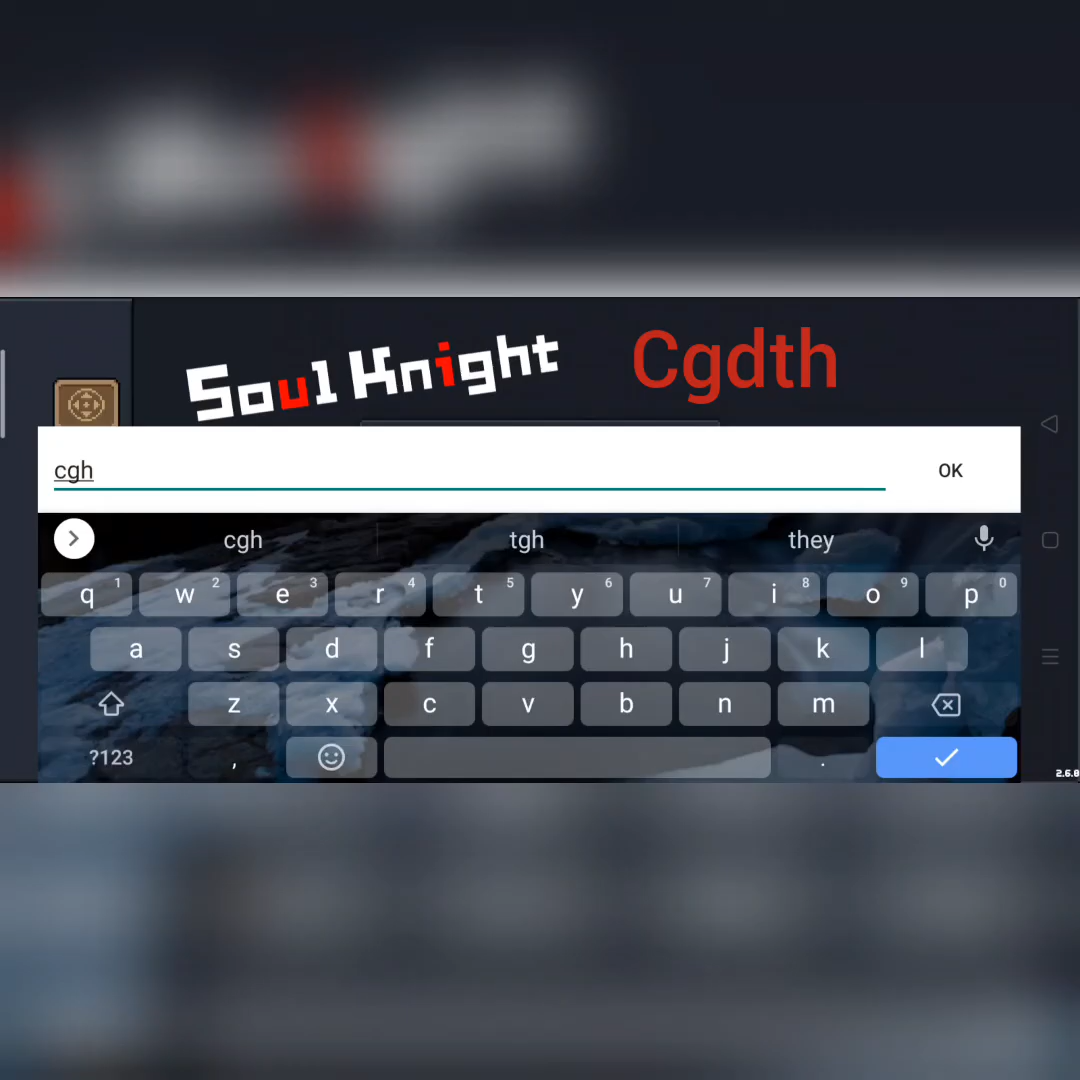 Soul Knight
Cgdth
cgh
OK
cgh tgh they
q 1 w 2 e 3 r 4 t 5 y 6 u 7 i 8 o 9 p 0
a s d f g h j k l
z x c v b n m
?123 , .
2.6.0